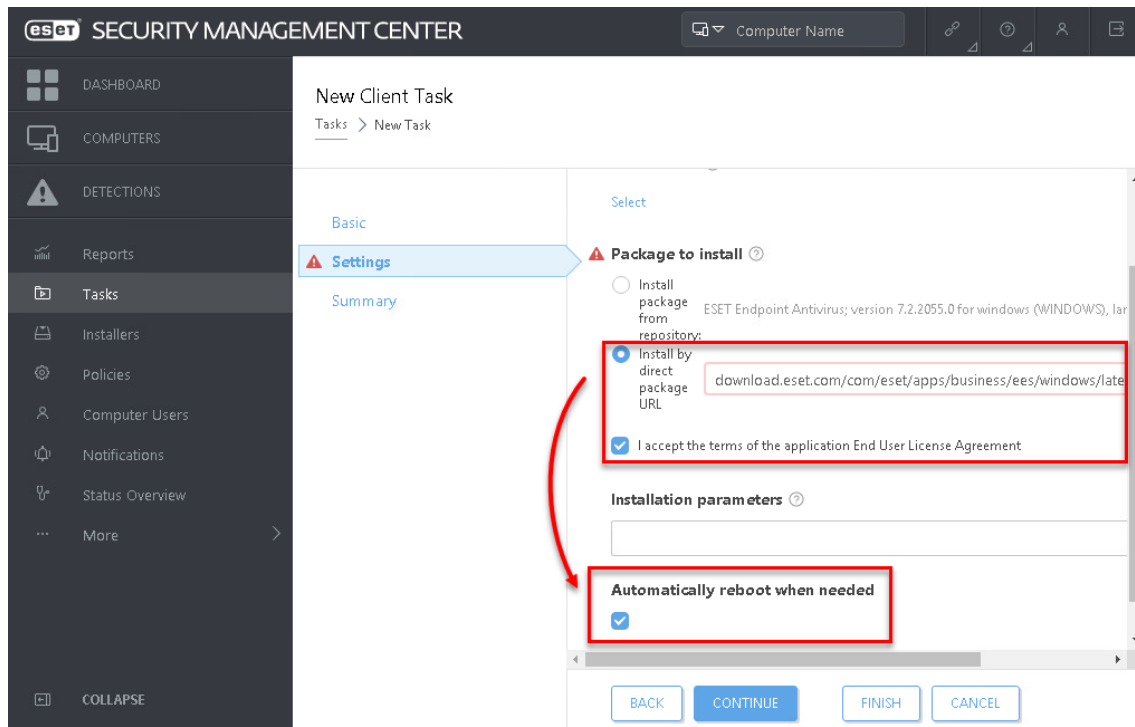 eset SECURITY MANAGEMENT CENTER
Computer Name
DASHBOARD
COMPUTERS
DETECTIONS
Reports
Tasks
Installers
Policies
Computer Users
Notifications
Status Overview
More
COLLAPSE
New Client Task
Tasks > New Task
Basic
Settings
Summary
Select
Package to install
Install
package
from
repository:
ESET Endpoint Antivirus; version 7.2.2055.0 for windows (WINDOWS), lar
Install by
direct
package
URL
download.eset.com/com/eset/apps/business/ees/windows/late
I accept the terms of the application End User License Agreement
Installation parameters
Automatically reboot when needed
BACK
CONTINUE
FINISH
CANCEL